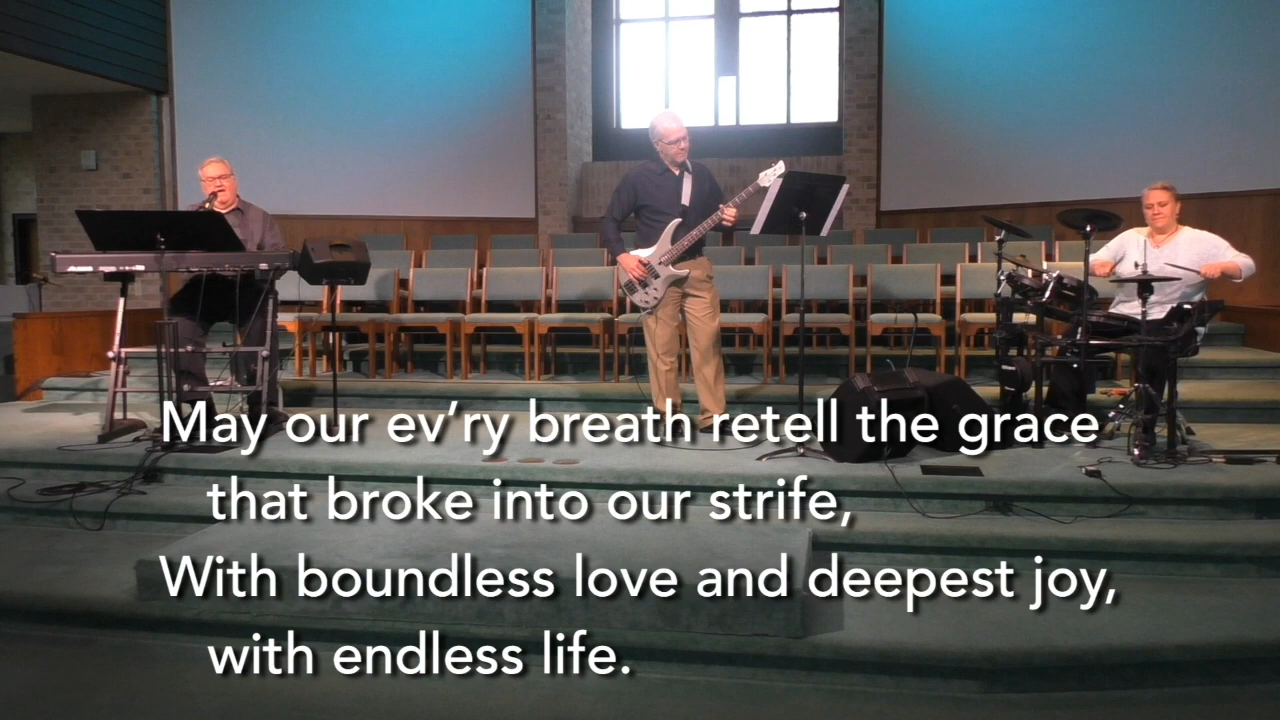 May our ev’ry breath retell the grace
that broke into our strife,
With boundless love and deepest joy,
with endless life.